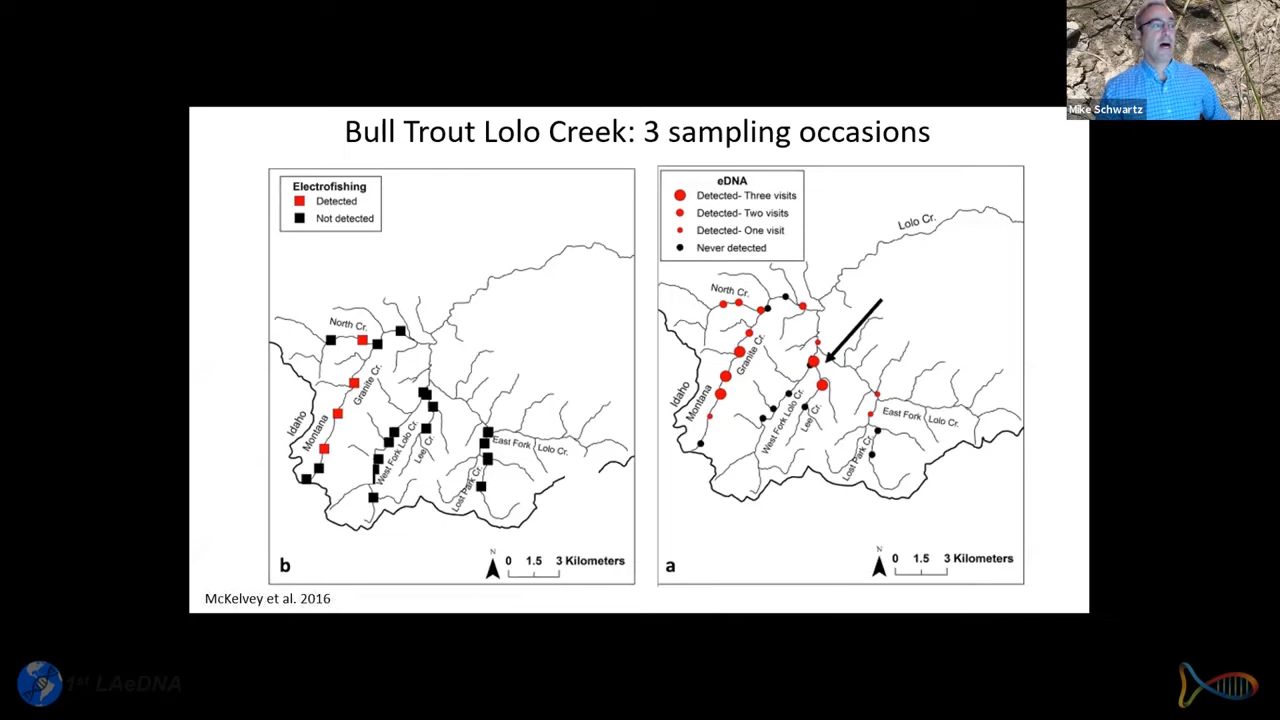 Mike Schwartz
Bull Trout Lolo Creek: 3 sampling occasions
Electrofishing
Detected
Not detected
North Cr.
Granite Cr.
Idaho
Montana
West Fork Lolo Cr.
Lee Cr.
East Fork Lolo Cr.
Lost Park Cr.
N
0 1.5 3 Kilometers
b
eDNA
Detected- Three visits
Detected- Two visits
Detected- One visit
Never detected
Lolo Cr.
North Cr.
Granite Cr.
Idaho
Montana
West Fork Lolo Cr.
Lee Cr.
East Fork Lolo Cr.
Lost Park Cr.
N
0 1.5 3 Kilometers
a
McKelvey et al. 2016
1st LAeDNA